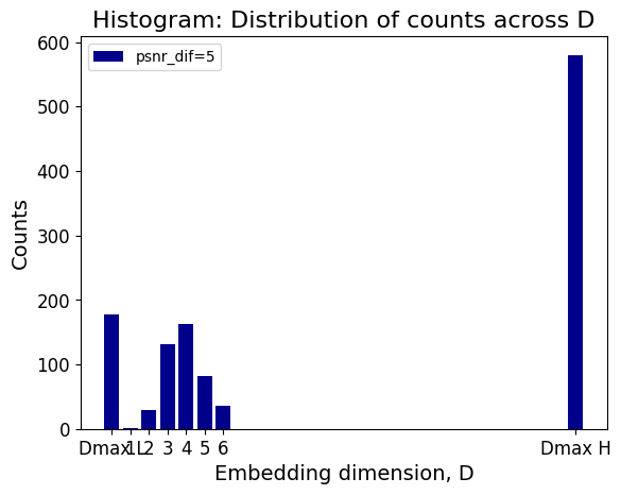 Histogram: Distribution of counts across D
psnr_dif=5
600
500
400
300
200
100
0
Counts
Dmax L 1 2 3 4 5 6 Dmax H
Embedding dimension, D